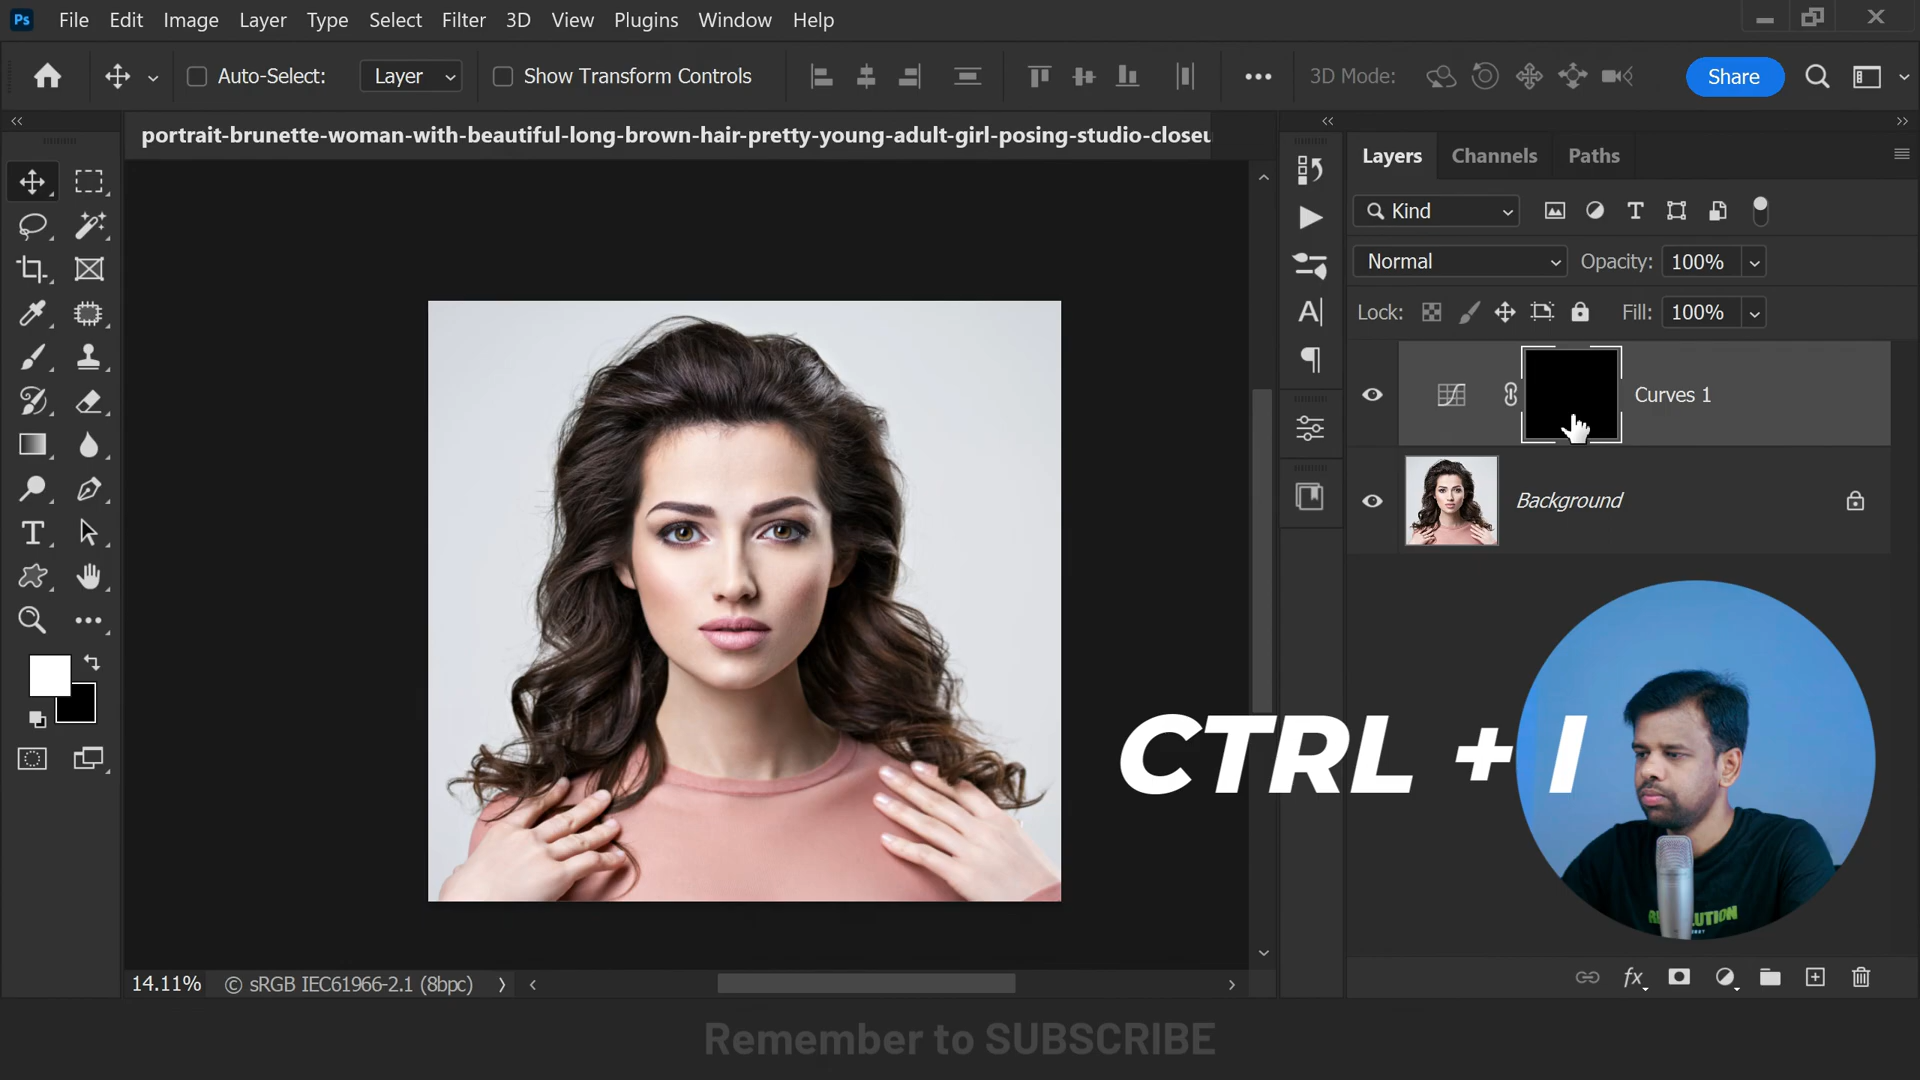 Ps File Edit Image Layer Type Select Filter 3D View Plugins Window Help
Auto-Select: Layer Show Transform Controls 3D Mode: Share
portrait-brunette-woman-with-beautiful-long-brown-hair-pretty-young-adult-girl-posing-studio-closeu
Layers Channels Paths
Kind
Normal Opacity: 100%
Lock: Fill: 100%
Curves 1
Background
CTRL + I
14.11% © sRGB IEC61966-2.1 (8bpc)
fx
Remember to SUBSCRIBE